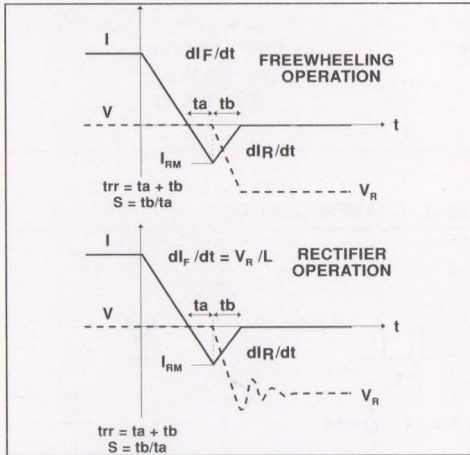 I
dIF/dt
FREEWHEELING
OPERATION
V
ta
tb
t
IRM
dIR/dt
trr = ta + tb
S = tb/ta
VR
I
dIF/dt = VR/L
RECTIFIER
OPERATION
V
ta
tb
t
IRM
dIR/dt
VR
trr = ta + tb
S = tb/ta